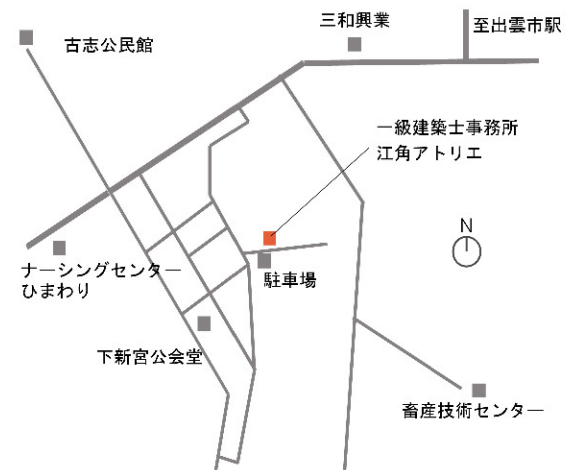 三和興業
至出雲市駅
古志公民館
一級建築士事務所
江角アトリエ
N
ナーシングセンター
ひまわり
駐車場
下新宮公会堂
畜産技術センター